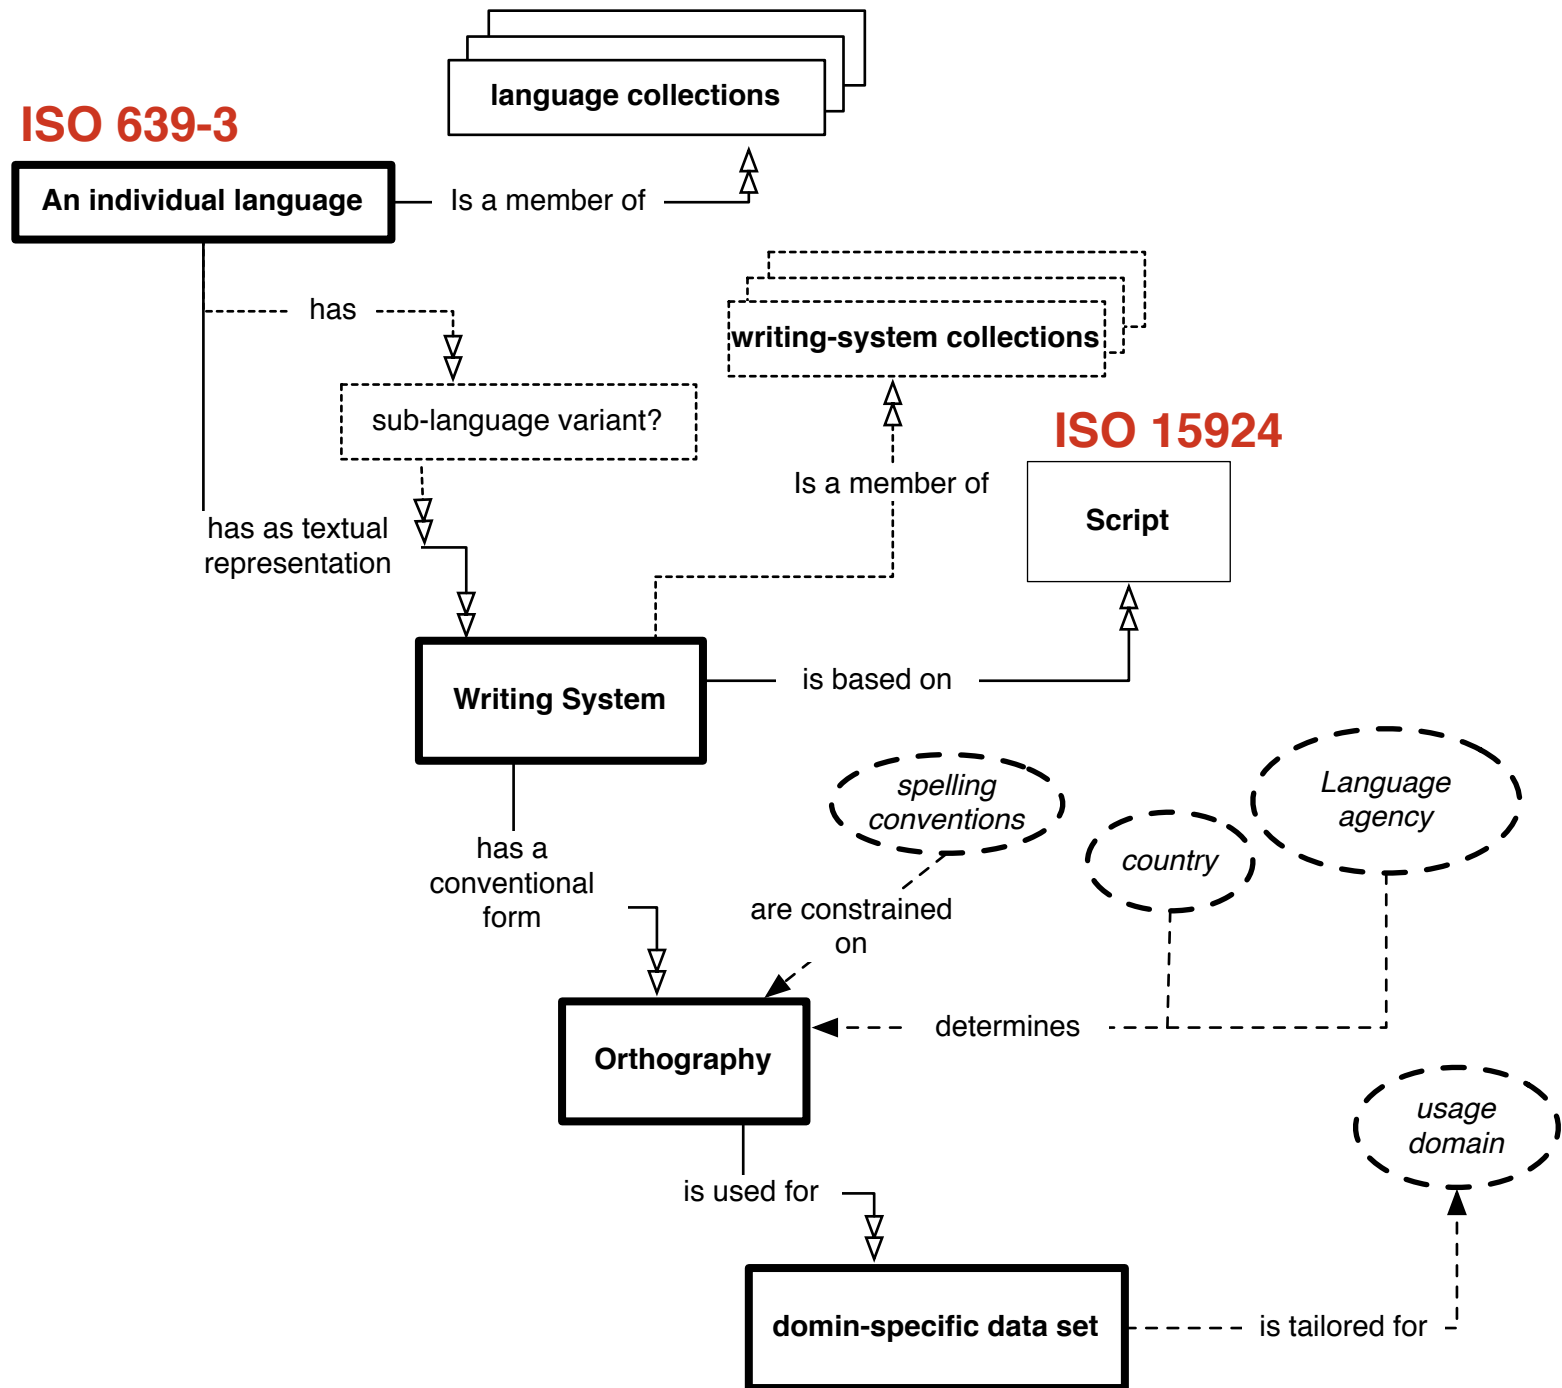 language collections
ISO 639-3
An individual language
Is a member of
has
writing-system collections
sub-language variant?
ISO 15924
Is a member of
Script
has as textual
representation
is based on
Writing System
spelling
conventions
Language
agency
country
has a
conventional
form
are constrained
on
determines
Orthography
usage
domain
is used for
domin-specific data set
is tailored for